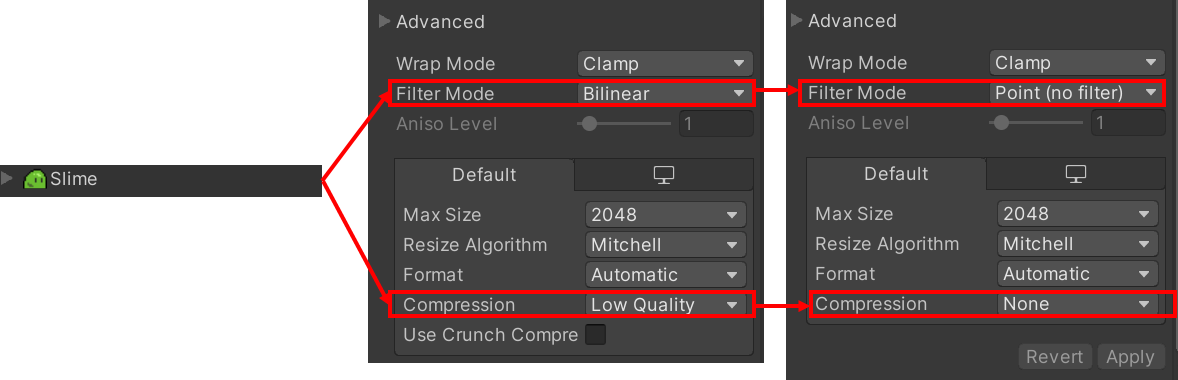 Slime
Advanced
Wrap Mode Clamp
Filter Mode Bilinear
Aniso Level 1
Default
Max Size 2048
Resize Algorithm Mitchell
Format Automatic
Compression Low Quality
Use Crunch Compre
Advanced
Wrap Mode Clamp
Filter Mode Point (no filter)
Aniso Level 1
Default
Max Size 2048
Resize Algorithm Mitchell
Format Automatic
Compression None
Revert Apply